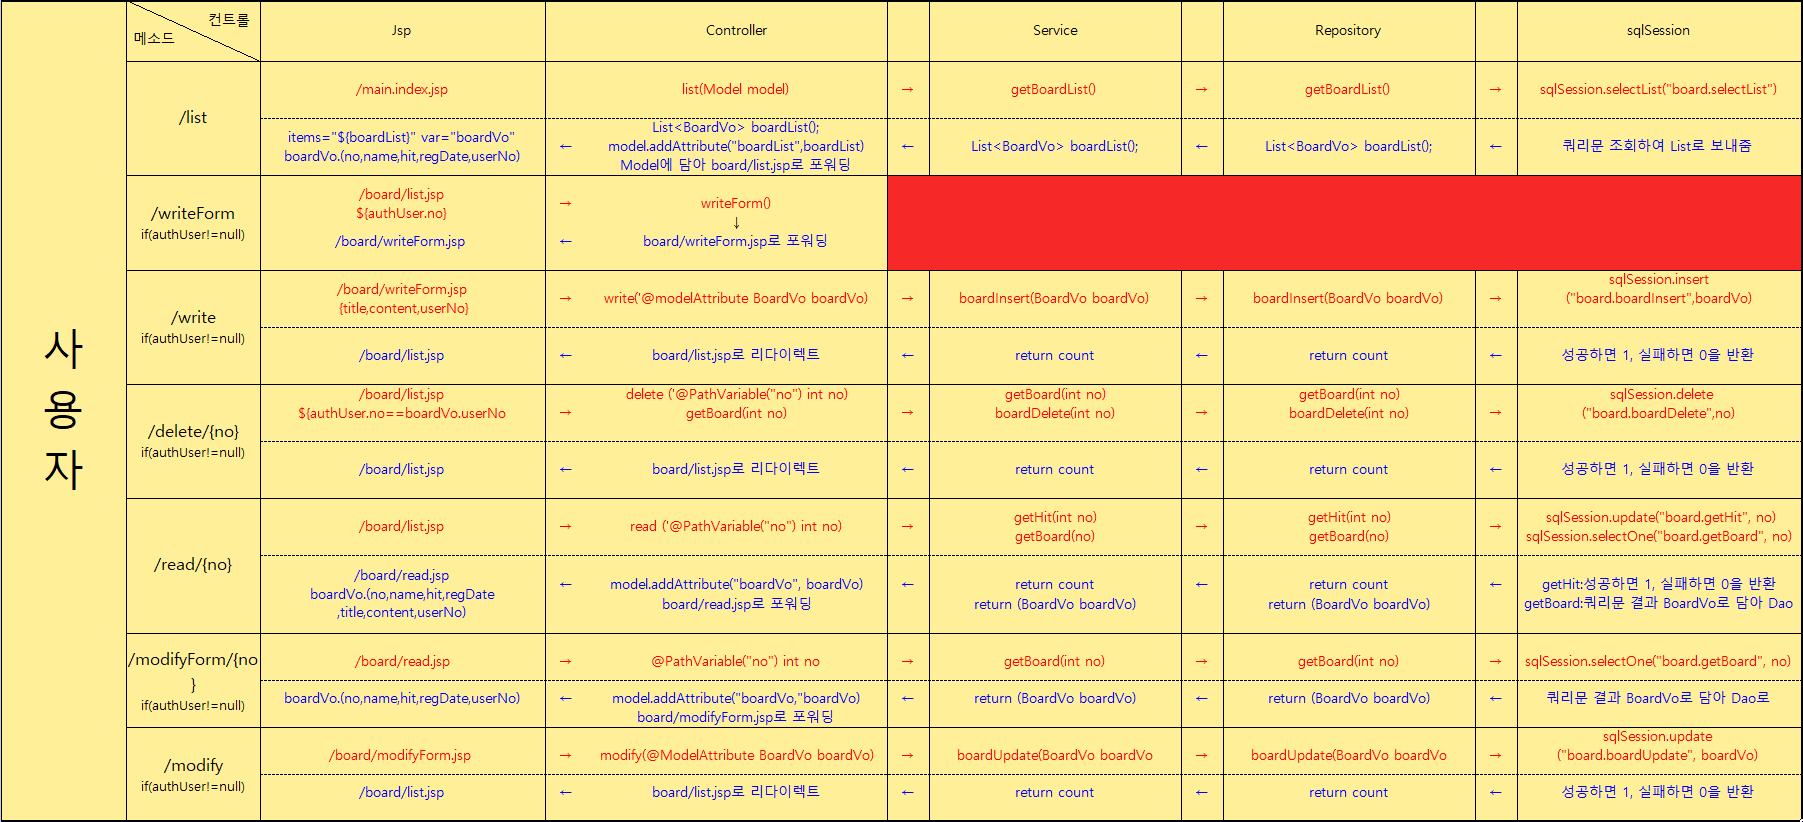 컨트롤
메소드
Jsp
Controller
Service
Repository
sqlSession
사
용
자
/list
/main.index.jsp
list(Model model)
→
getBoardList()
→
getBoardList()
→
sqlSession.selectList("board.selectList")
items="${boardList}" var="boardVo"
boardVo.(no,name,hit,regDate,userNo)
←
List<BoardVo> boardList();
model.addAttribute("boardList",boardList)
Model에 담아 board/list.jsp로 포워딩
←
List<BoardVo> boardList();
←
List<BoardVo> boardList();
←
쿼리문 조회하여 List로 보내줌
/writeForm
if(authUser!=null)
/board/list.jsp
${authUser.no}
→
writeForm()
↓
/board/writeForm.jsp
←
board/writeForm.jsp로 포워딩
/write
if(authUser!=null)
/board/writeForm.jsp
{title,content,userNo}
→
write('@modelAttribute BoardVo boardVo)
→
boardInsert(BoardVo boardVo)
→
boardInsert(BoardVo boardVo)
→
sqlSession.insert
("board.boardInsert",boardVo)
/board/list.jsp
←
board/list.jsp로 리다이렉트
←
return count
←
return count
←
성공하면 1, 실패하면 0을 반환
/delete/{no}
if(authUser!=null)
/board/list.jsp
${authUser.no==boardVo.userNo
→
delete ('@PathVariable("no") int no)
getBoard(int no)
→
getBoard(int no)
boardDelete(int no)
→
getBoard(int no)
boardDelete(int no)
→
sqlSession.delete
("board.boardDelete",no)
/board/list.jsp
←
board/list.jsp로 리다이렉트
←
return count
←
return count
←
성공하면 1, 실패하면 0을 반환
/read/{no}
/board/list.jsp
→
read ('@PathVariable("no") int no)
→
getHit(int no)
getBoard(no)
→
getHit(int no)
getBoard(no)
→
sqlSession.update("board.getHit", no)
sqlSession.selectOne("board.getBoard", no)
/board/read.jsp
boardVo.(no,name,hit,regDate
,title,content,userNo)
←
model.addAttribute("boardVo", boardVo)
board/read.jsp로 포워딩
←
return count
return (BoardVo boardVo)
←
return count
return (BoardVo boardVo)
←
getHit:성공하면 1, 실패하면 0을 반환
getBoard:쿼리문 결과 BoardVo로 담아 Dao
/modifyForm/{no
}
if(authUser!=null)
/board/read.jsp
→
@PathVariable("no") int no
→
getBoard(int no)
→
getBoard(int no)
→
sqlSession.selectOne("board.getBoard", no)
boardVo.(no,name,hit,regDate,userNo)
←
model.addAttribute("boardVo,"boardVo)
board/modifyForm.jsp로 포워딩
←
return (BoardVo boardVo)
←
return (BoardVo boardVo)
←
쿼리문 결과 BoardVo로 담아 Dao로
/modify
if(authUser!=null)
/board/modifyForm.jsp
→
modify(@ModelAttribute BoardVo boardVo)
→
boardUpdate(BoardVo boardVo
→
boardUpdate(BoardVo boardVo
→
sqlSession.update
("board.boardUpdate", boardVo)
/board/list.jsp
←
board/list.jsp로 리다이렉트
←
return count
←
return count
←
성공하면 1, 실패하면 0을 반환